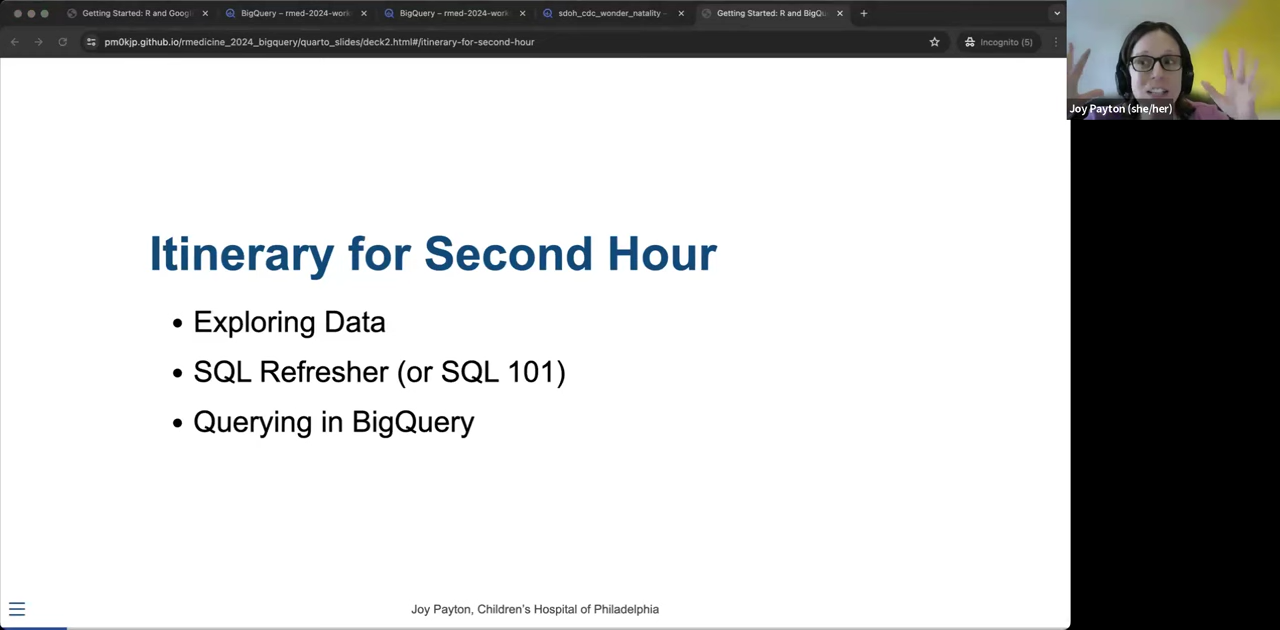 Getting Started: R and Goog
BigQuery – rmed-2024-work
BigQuery – rmed-2024-work
sdoh_cdc_wonder_natality –
Getting Started: R and BigQu
pm0kjp.github.io/rmedicine_2024_bigquery/quarto_slides/deck2.html#/itinerary-for-second-hour
Incognito (5)
Joy Payton (she/her)
Itinerary for Second Hour
• Exploring Data
• SQL Refresher (or SQL 101)
• Querying in BigQuery
Joy Payton, Children's Hospital of Philadelphia